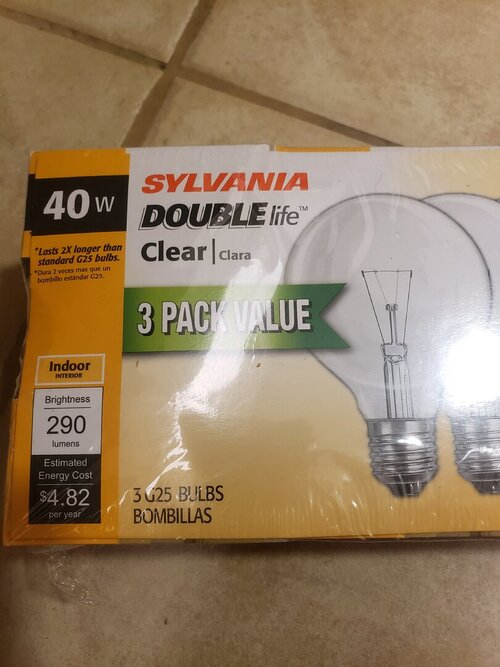 40 W
*Lasts 2X longer than
standard G25 bulbs.
*Dura 2 veces mas que un
bombillo estándar G25.
Indoor
INTERIOR
Brightness
290
lumens
Estimated
Energy Cost
$4.82
per year
SYLVANIA
DOUBLE life™
Clear | Clara
3 PACK VALUE
3 G25 BULBS
BOMBILLAS